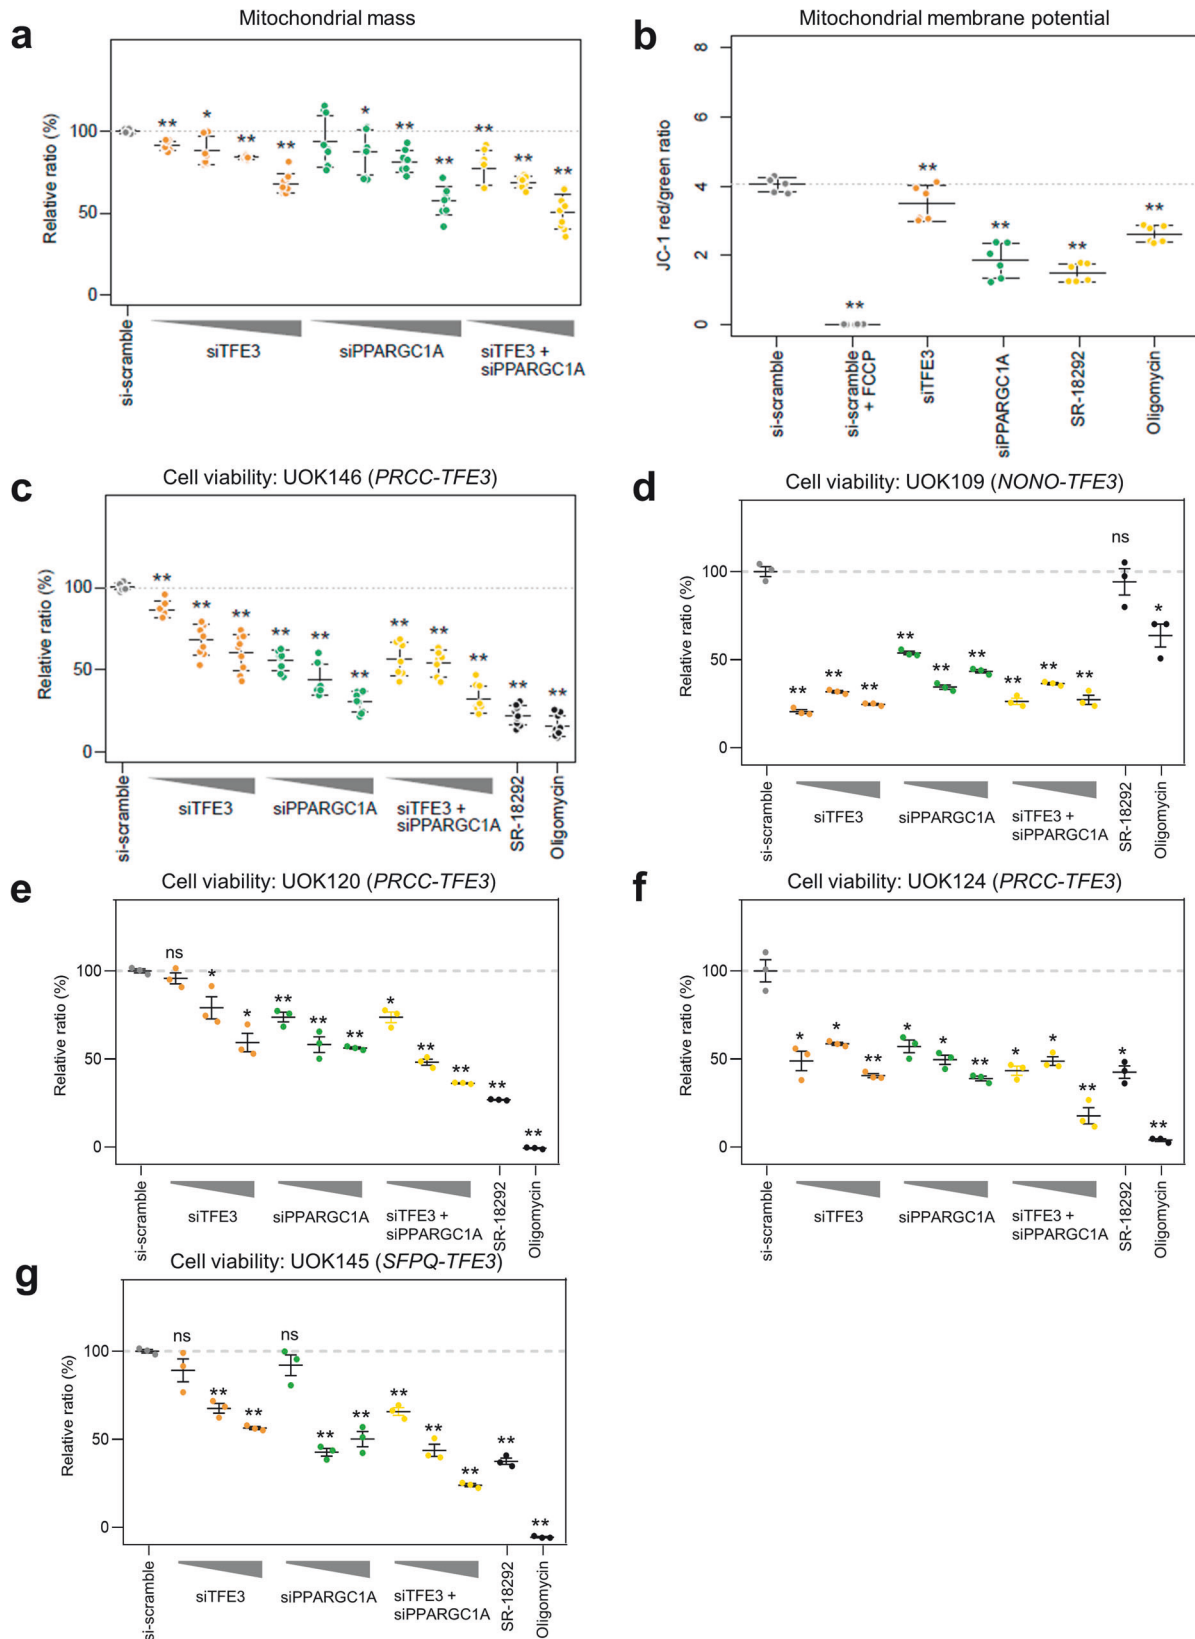 a
Mitochondrial mass
Relative ratio (%)
100
50
0
** * ** ** * ** ** ** ** **
si-scramble
siTFE3
siPPARGC1A
siTFE3 +
siPPARGC1A
b
Mitochondrial membrane potential
JC-1 red/green ratio
8
6
4
2
0
** ** ** ** **
si-scramble
si-scramble
+ FCCP
siTFE3
siPPARGC1A
SR-18292
Oligomycin
c
Cell viability: UOK146 (PRCC-TFE3)
Relative ratio (%)
100
50
0
** ** ** ** ** ** ** ** ** ** **
si-scramble
siTFE3
siPPARGC1A
siTFE3 +
siPPARGC1A
SR-18292
Oligomycin
d
Cell viability: UOK109 (NONO-TFE3)
Relative ratio (%)
100
50
0
** ** ** ** ** ** ** ** ** ns *
si-scramble
siTFE3
siPPARGC1A
siTFE3 +
siPPARGC1A
SR-18292
Oligomycin
e
Cell viability: UOK120 (PRCC-TFE3)
Relative ratio (%)
100
50
0
ns * * ** ** ** * ** ** ** **
si-scramble
siTFE3
siPPARGC1A
siTFE3 +
siPPARGC1A
SR-18292
Oligomycin
f
Cell viability: UOK124 (PRCC-TFE3)
Relative ratio (%)
100
50
0
* * ** * * ** * * ** * **
si-scramble
siTFE3
siPPARGC1A
siTFE3 +
siPPARGC1A
SR-18292
Oligomycin
g
Cell viability: UOK145 (SFPQ-TFE3)
Relative ratio (%)
100
50
0
ns ** ** ns ** ** ** ** ** ** **
si-scramble
siTFE3
siPPARGC1A
siTFE3 +
siPPARGC1A
SR-18292
Oligomycin